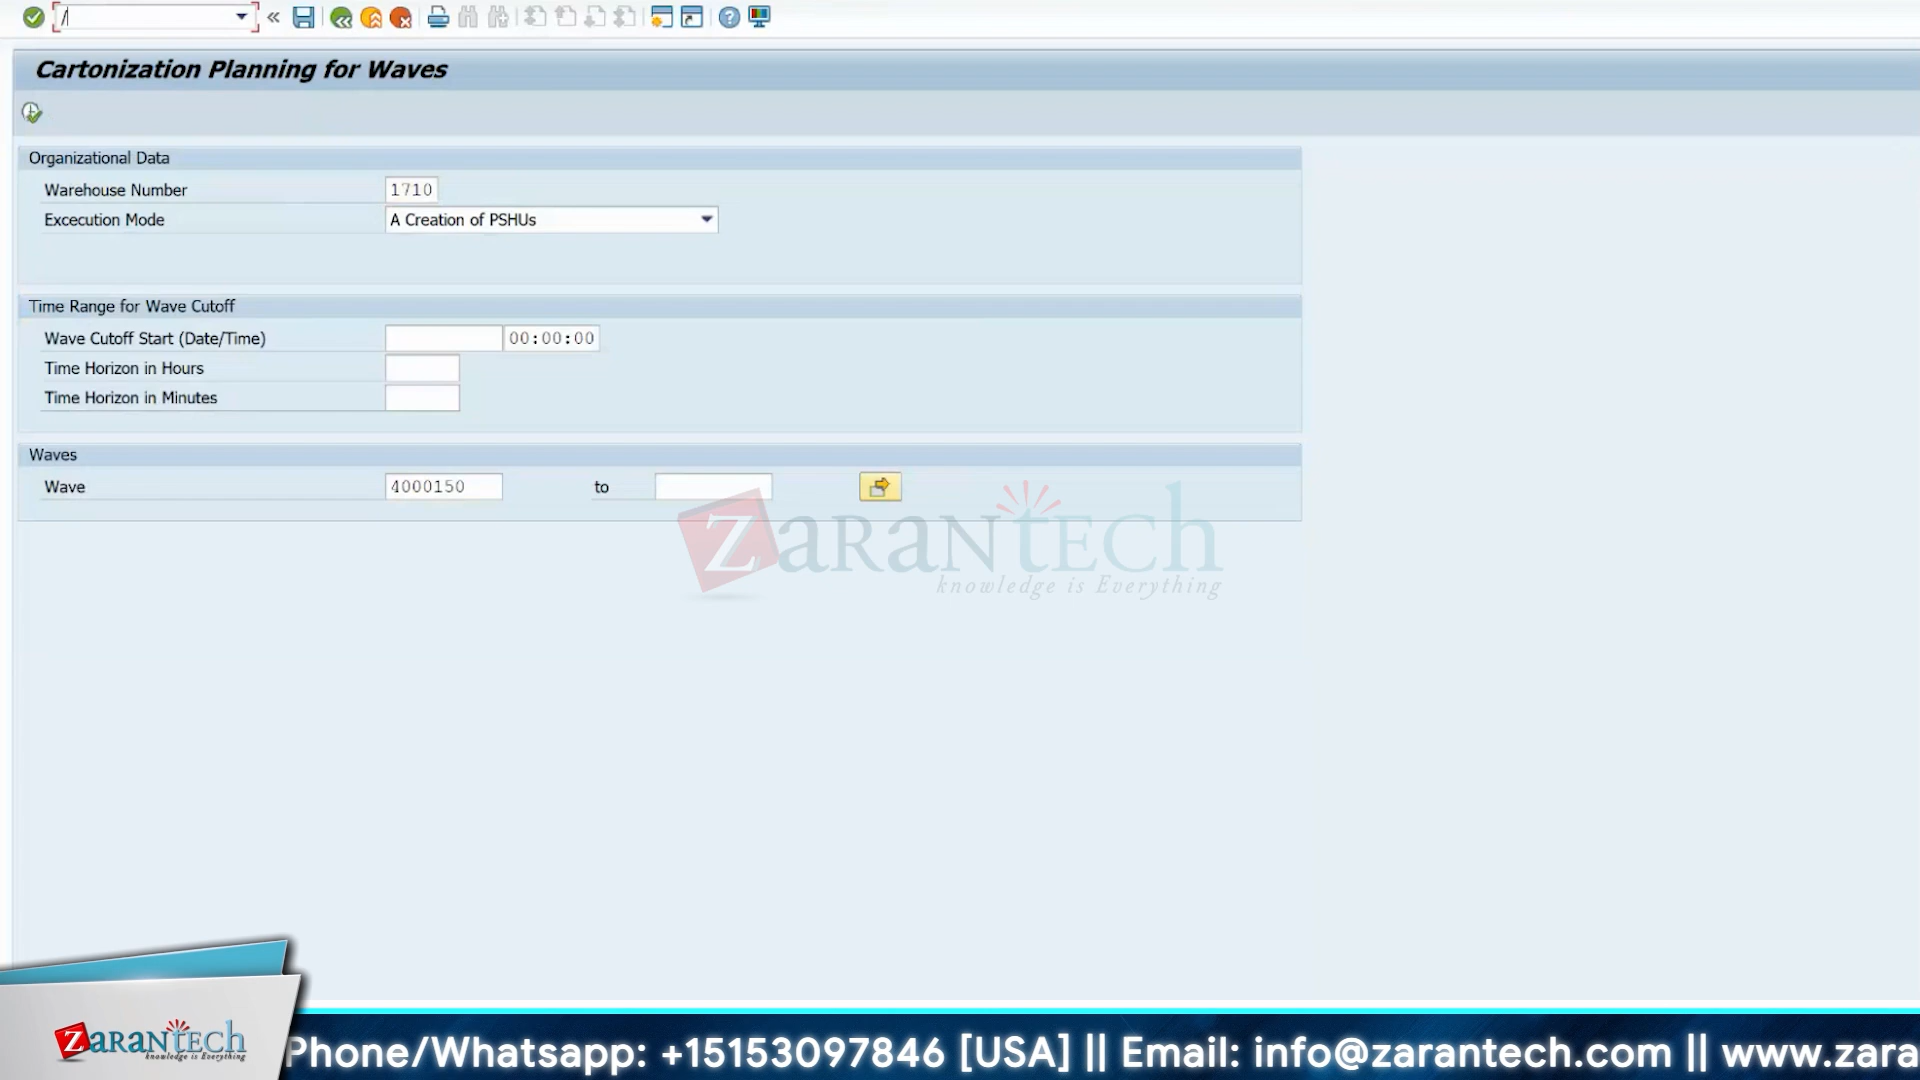 /
Cartonization Planning for Waves
Organizational Data
Warehouse Number 1710
Excecution Mode A Creation of PSHUs
Time Range for Wave Cutoff
Wave Cutoff Start (Date/Time) 00:00:00
Time Horizon in Hours
Time Horizon in Minutes
Waves
Wave 4000150 to
ZaranTech
knowledge is Everything
ZaranTech
knowledge is Everything
Phone/Whatsapp: +15153097846 [USA] || Email: info@zarantech.com || www.zara